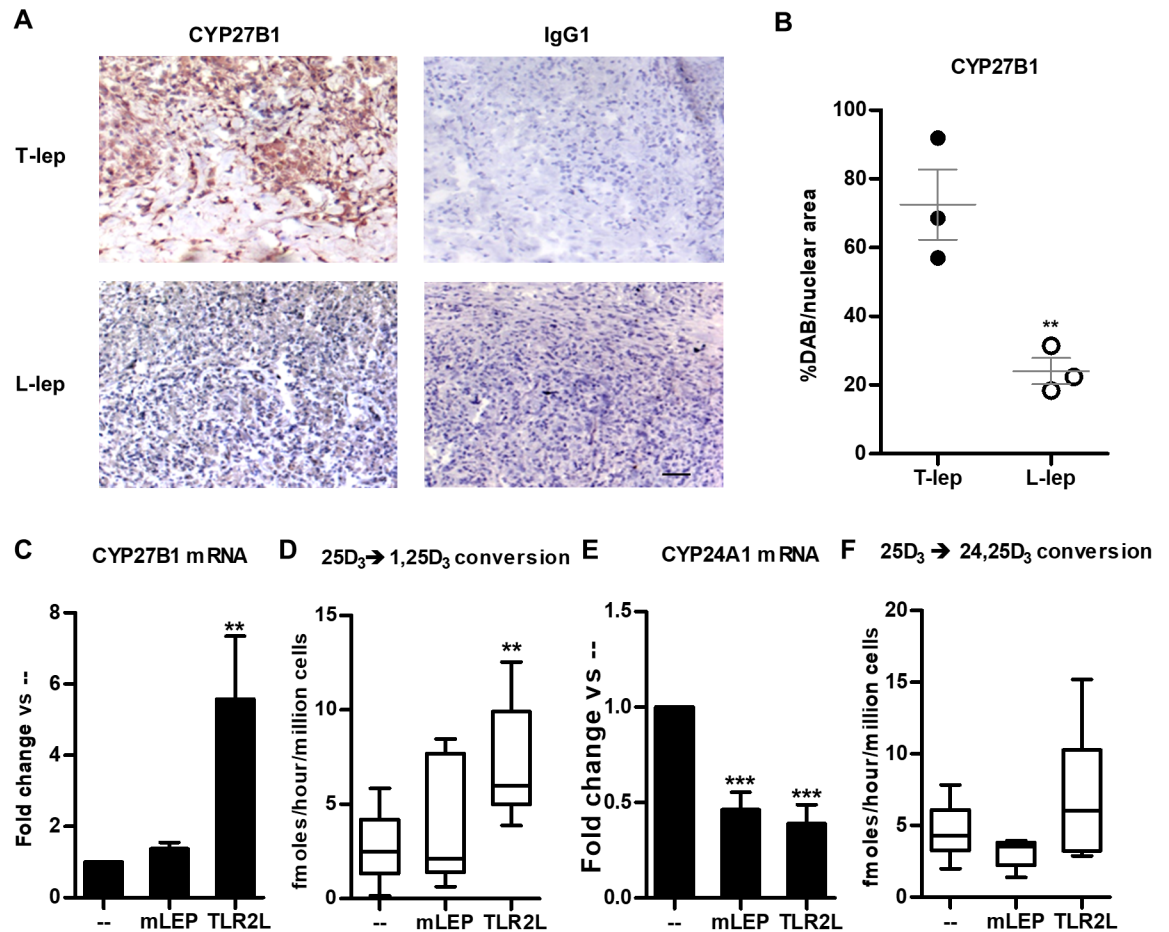 A
CYP27B1
IgG1
T-lep
L-lep
B
CYP27B1
%DAB/nuclear area
100
80
60
40
20
0
**
T-lep
L-lep
C
CYP27B1 mRNA
Fold change vs --
8
6
4
2
0
**
--
mLEP
TLR2L
D
25D₃➔ 1,25D₃ conversion
fmoles/hour/million cells
15
10
5
0
**
--
mLEP
TLR2L
E
CYP24A1 mRNA
Fold change vs --
1.5
1.0
0.5
0.0
***
***
--
mLEP
TLR2L
F
25D₃ ➔ 24,25D₃ conversion
fmoles/hour/million cells
20
15
10
5
0
--
mLEP
TLR2L